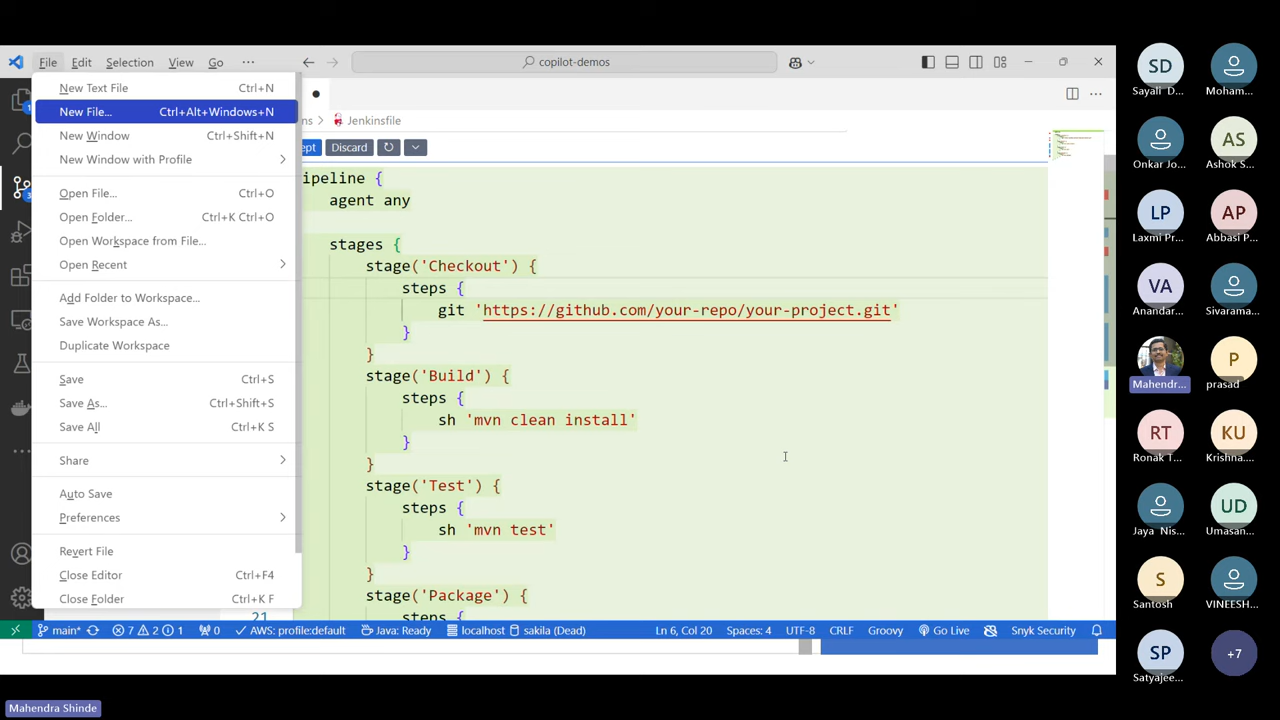 File Edit Selection View Go ··· copilot-demos
New Text File Ctrl+N
New File... Ctrl+Alt+Windows+N
New Window Ctrl+Shift+N
New Window with Profile
Open File... Ctrl+O
Open Folder... Ctrl+K Ctrl+O
Open Workspace from File...
Open Recent
Add Folder to Workspace...
Save Workspace As...
Duplicate Workspace
Save Ctrl+S
Save As... Ctrl+Shift+S
Save All Ctrl+K S
Share
Auto Save
Preferences
Revert File
Close Editor Ctrl+F4
Close Folder Ctrl+K F
ns > Jenkinsfile
ept Discard
ipeline {
agent any
stages {
stage('Checkout') {
steps {
git 'https://github.com/your-repo/your-project.git'
}
}
stage('Build') {
steps {
sh 'mvn clean install'
}
}
stage('Test') {
steps {
sh 'mvn test'
}
}
stage('Package') {
21 steps {
main* 7 2 1 0 AWS: profile:default Java: Ready localhost sakila (Dead) Ln 6, Col 20 Spaces: 4 UTF-8 CRLF Groovy Go Live Snyk Security
SD
Sayali D...
Moham...
Onkar Jo...
AS
Ashok S...
LP
Laxmi Pr...
AP
Abbasi P...
VA
Anandar...
Sivarama...
Mahendr...
P
prasad
RT
Ronak T...
KU
Krishna...
Jaya Nis...
UD
Umasan...
S
Santosh
VINEESH...
SP
Satyajee...
+7
Mahendra Shinde